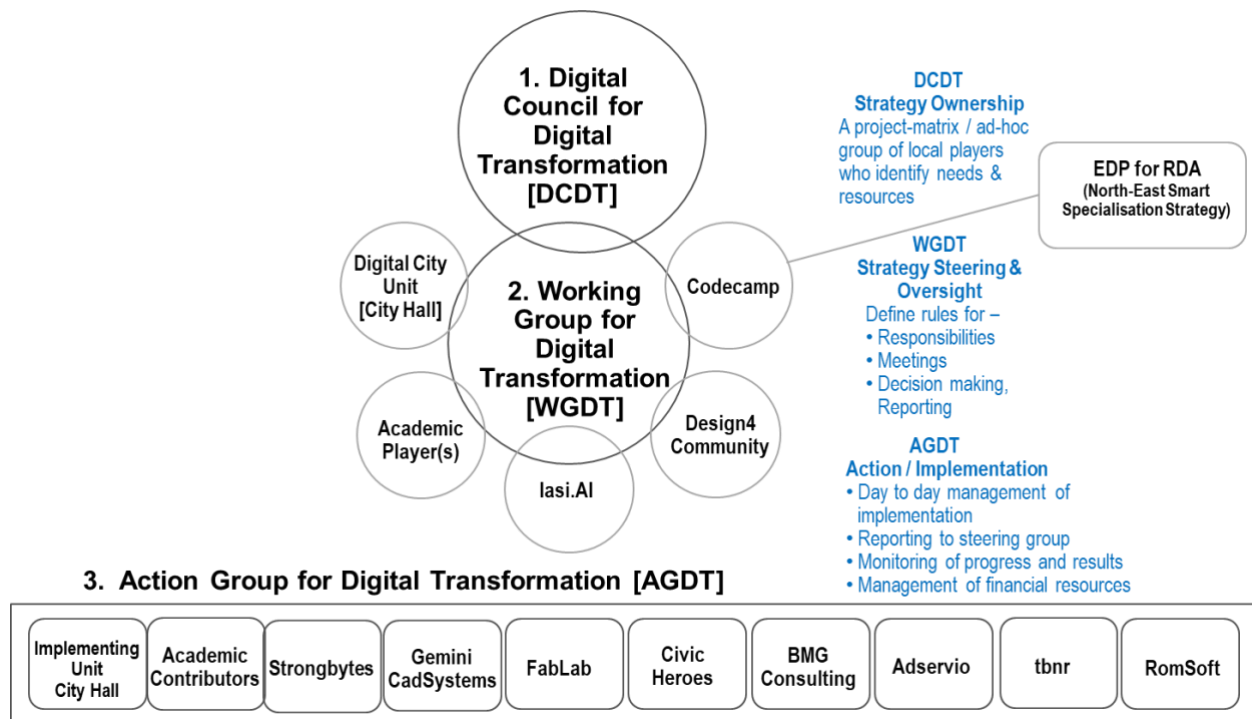 1. Digital
Council for
Digital
Transformation
[DCDT]
Digital City
Unit
[City Hall]
2. Working
Group for
Digital
Transformation
[WGDT]
Codecamp
Academic
Player(s)
Iasi.AI
Design4
Community
DCDT
Strategy Ownership
A project-matrix / ad-hoc
group of local players
who identify needs &
resources
EDP for RDA
(North-East Smart
Specialisation Strategy)
WGDT
Strategy Steering &
Oversight
Define rules for –
• Responsibilities
• Meetings
• Decision making,
Reporting
AGDT
Action / Implementation
• Day to day management of
implementation
• Reporting to steering group
• Monitoring of progress and results
• Management of financial resources
3. Action Group for Digital Transformation [AGDT]
Implementing
Unit
City Hall
Academic
Contributors
Strongbytes
Gemini
CadSystems
FabLab
Civic
Heroes
BMG
Consulting
Adservio
tbnr
RomSoft